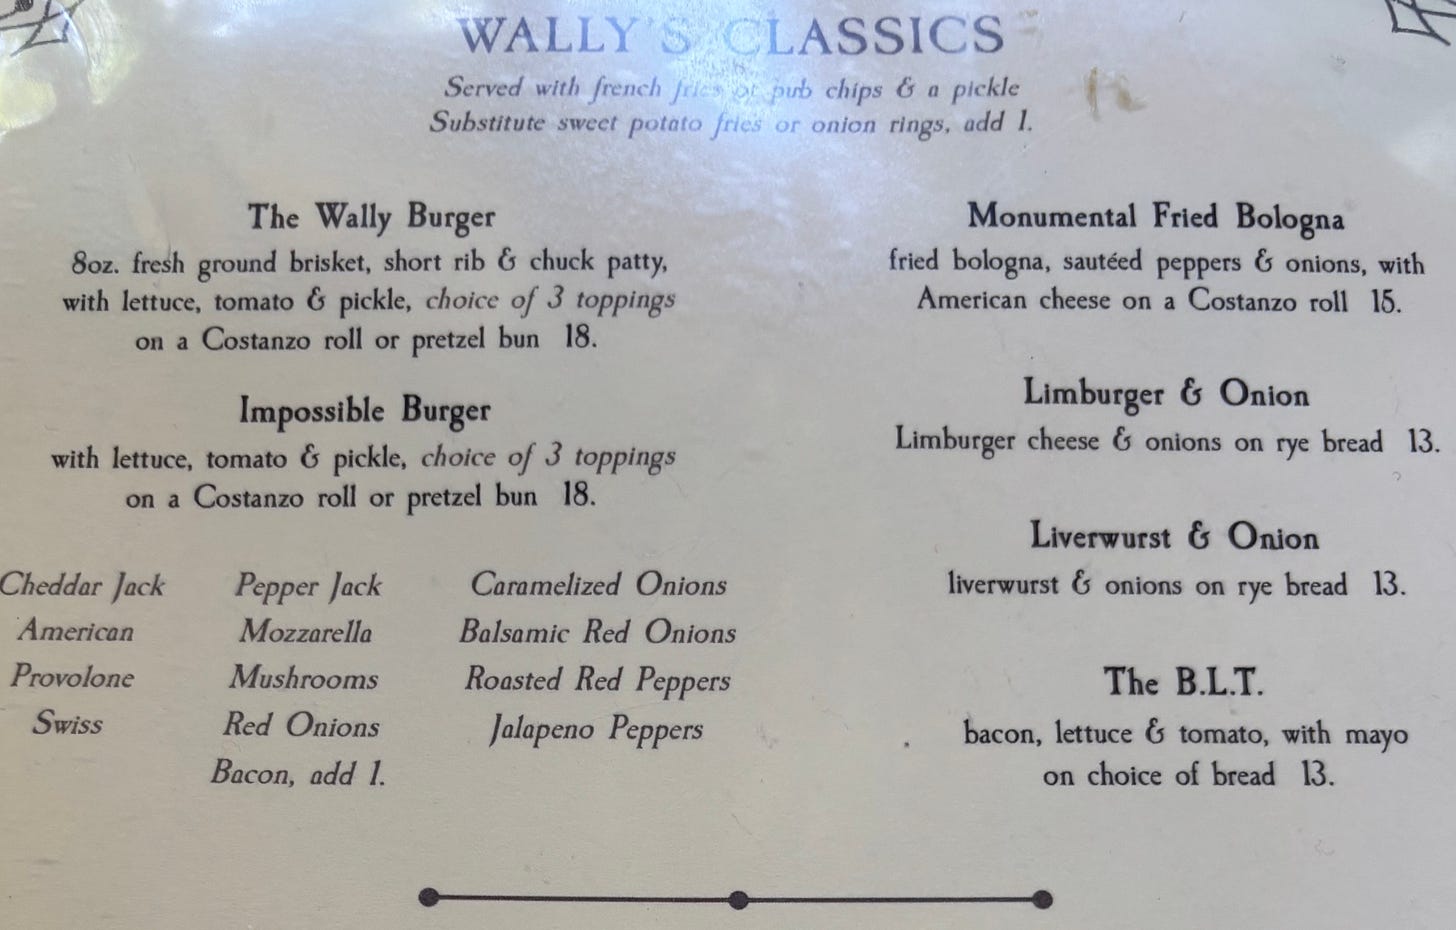 WALLY'S CLASSICS
Served with french fries or pub chips & a pickle
Substitute sweet potato fries or onion rings, add 1.
The Wally Burger
8oz. fresh ground brisket, short rib & chuck patty,
with lettuce, tomato & pickle, choice of 3 toppings
on a Costanzo roll or pretzel bun 18.
Impossible Burger
with lettuce, tomato & pickle, choice of 3 toppings
on a Costanzo roll or pretzel bun 18.
Cheddar Jack Pepper Jack Caramelized Onions
American Mozzarella Balsamic Red Onions
Provolone Mushrooms Roasted Red Peppers
Swiss Red Onions Jalapeno Peppers
Bacon, add 1.
Monumental Fried Bologna
fried bologna, sautéed peppers & onions, with
American cheese on a Costanzo roll 15.
Limburger & Onion
Limburger cheese & onions on rye bread 13.
Liverwurst & Onion
liverwurst & onions on rye bread 13.
The B.L.T.
bacon, lettuce & tomato, with mayo
on choice of bread 13.